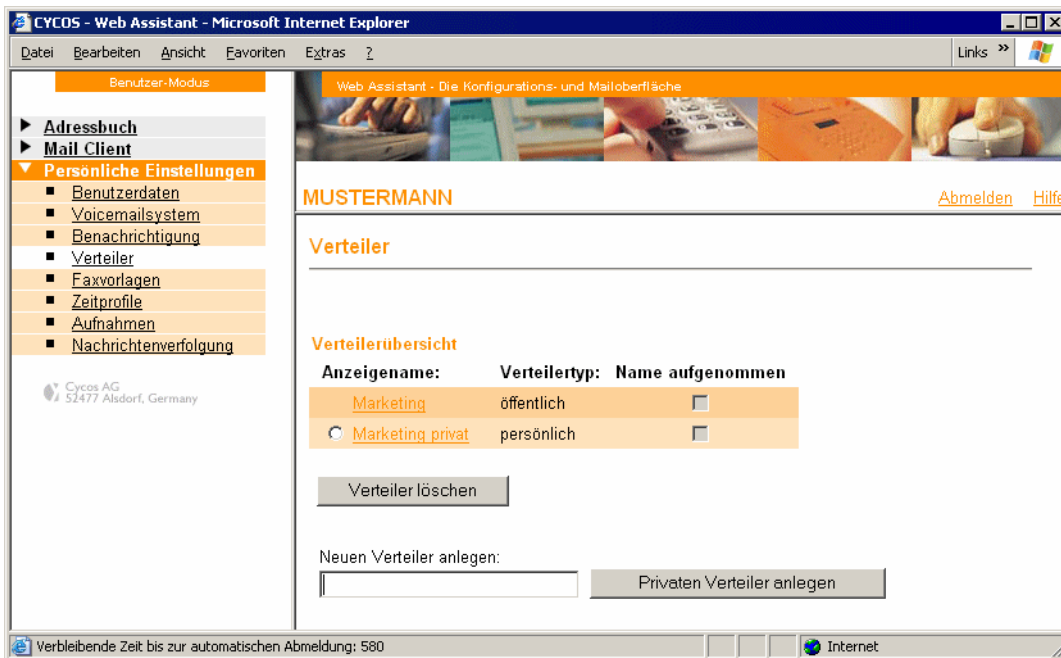 CYCOS - Web Assistant - Microsoft Internet Explorer
Datei Bearbeiten Ansicht Favoriten Extras ? Links »
Benutzer-Modus
Adressbuch
Mail Client
Persönliche Einstellungen
Benutzerdaten
Voicemailsystem
Benachrichtigung
Verteiler
Faxvorlagen
Zeitprofile
Aufnahmen
Nachrichtenverfolgung
Cycos AG
52477 Alsdorf, Germany
Web Assistant - Die Konfigurations- und Mailoberfläche
MUSTERMANN Abmelden Hilfe
Verteiler
Verteilerübersicht
Anzeigename: Verteilertyp: Name aufgenommen
Marketing öffentlich
Marketing privat persönlich
Verteiler löschen
Neuen Verteiler anlegen:
Privaten Verteiler anlegen
Verbleibende Zeit bis zur automatischen Abmeldung: 580 Internet